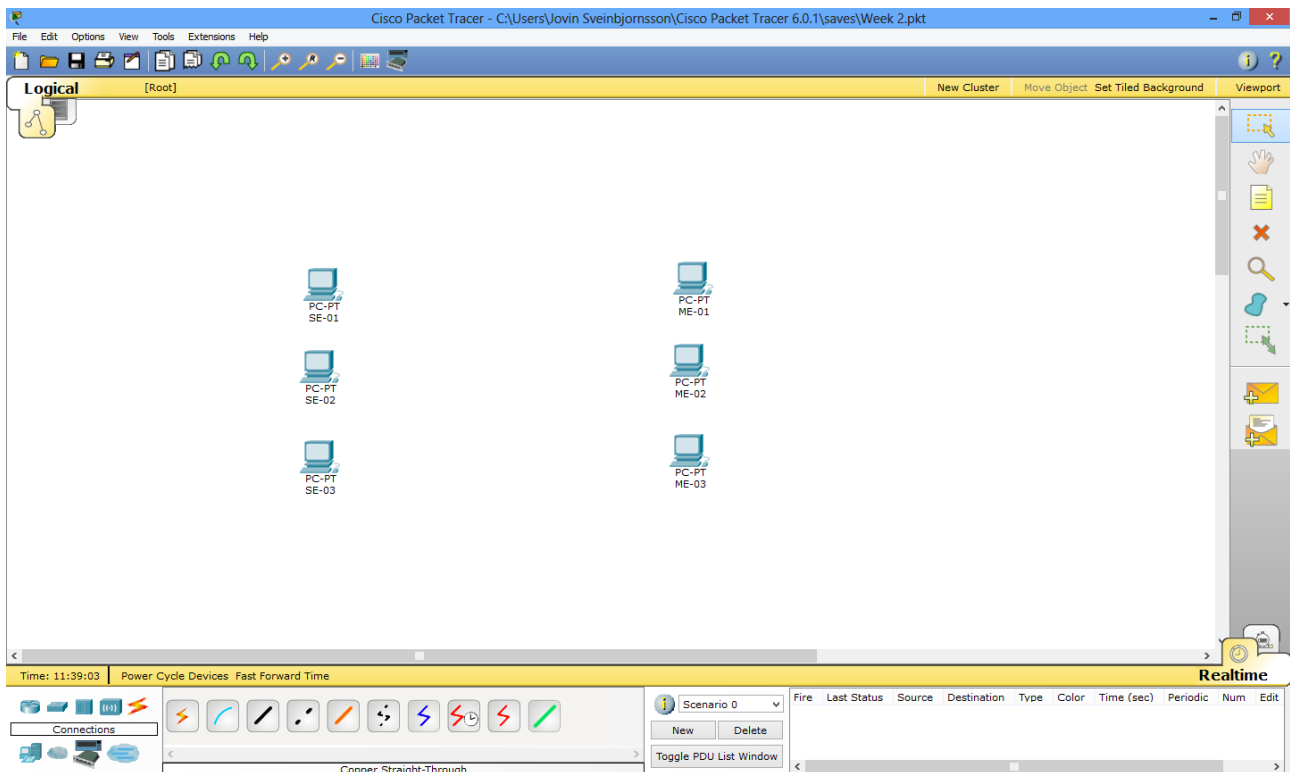 Cisco Packet Tracer - C:\Users\Jovin Sveinbjornsson\Cisco Packet Tracer 6.0.1\saves\Week 2.pkt
File Edit Options View Tools Extensions Help
Logical [Root] New Cluster Move Object Set Tiled Background Viewport
PC-PT
SE-01
PC-PT
ME-01
PC-PT
SE-02
PC-PT
ME-02
PC-PT
SE-03
PC-PT
ME-03
Time: 11:39:03 Power Cycle Devices Fast Forward Time Realtime
Connections
Copper Straight-Through
Scenario 0
New Delete
Toggle PDU List Window
Fire Last Status Source Destination Type Color Time (sec) Periodic Num Edit